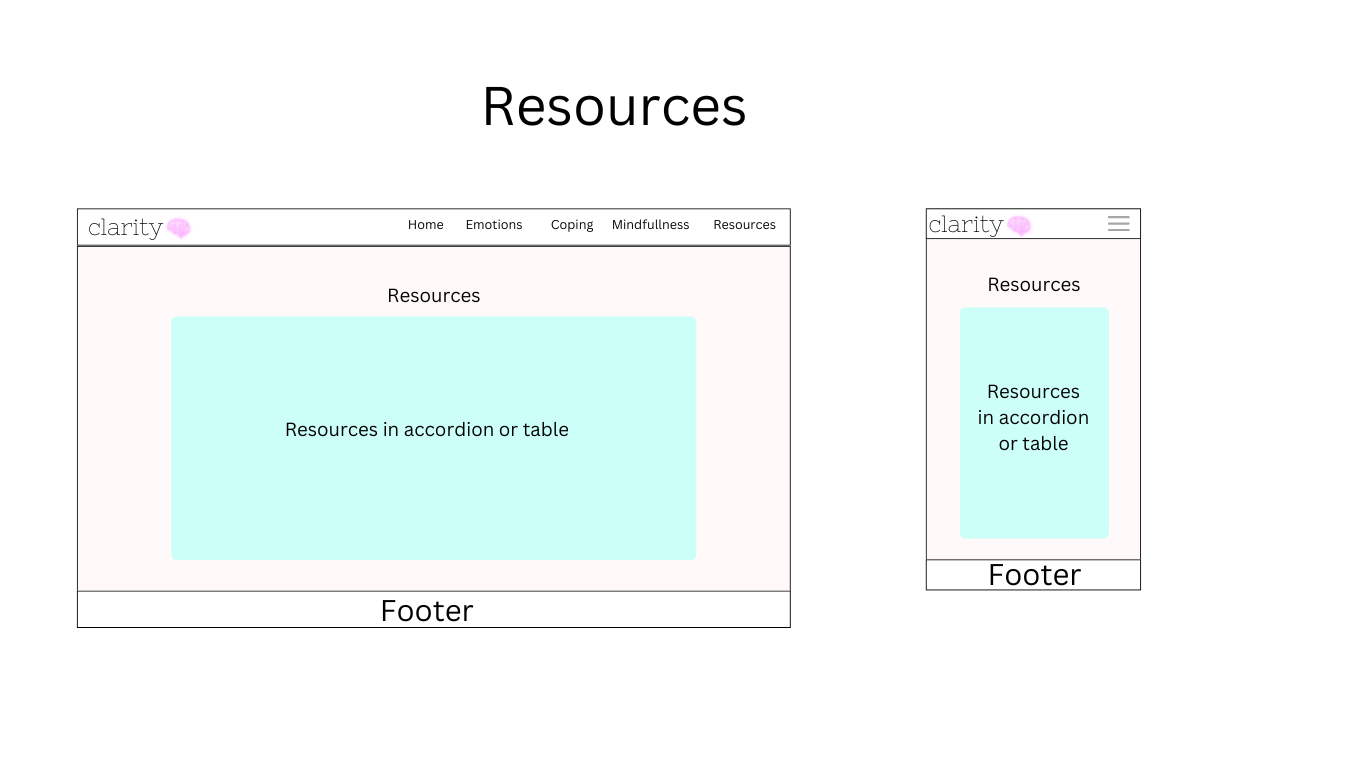 Resources
clarity
Home Emotions Coping Mindfullness Resources
Resources
Resources in accordion or table
Footer
clarity
Resources
Resources
in accordion
or table
Footer